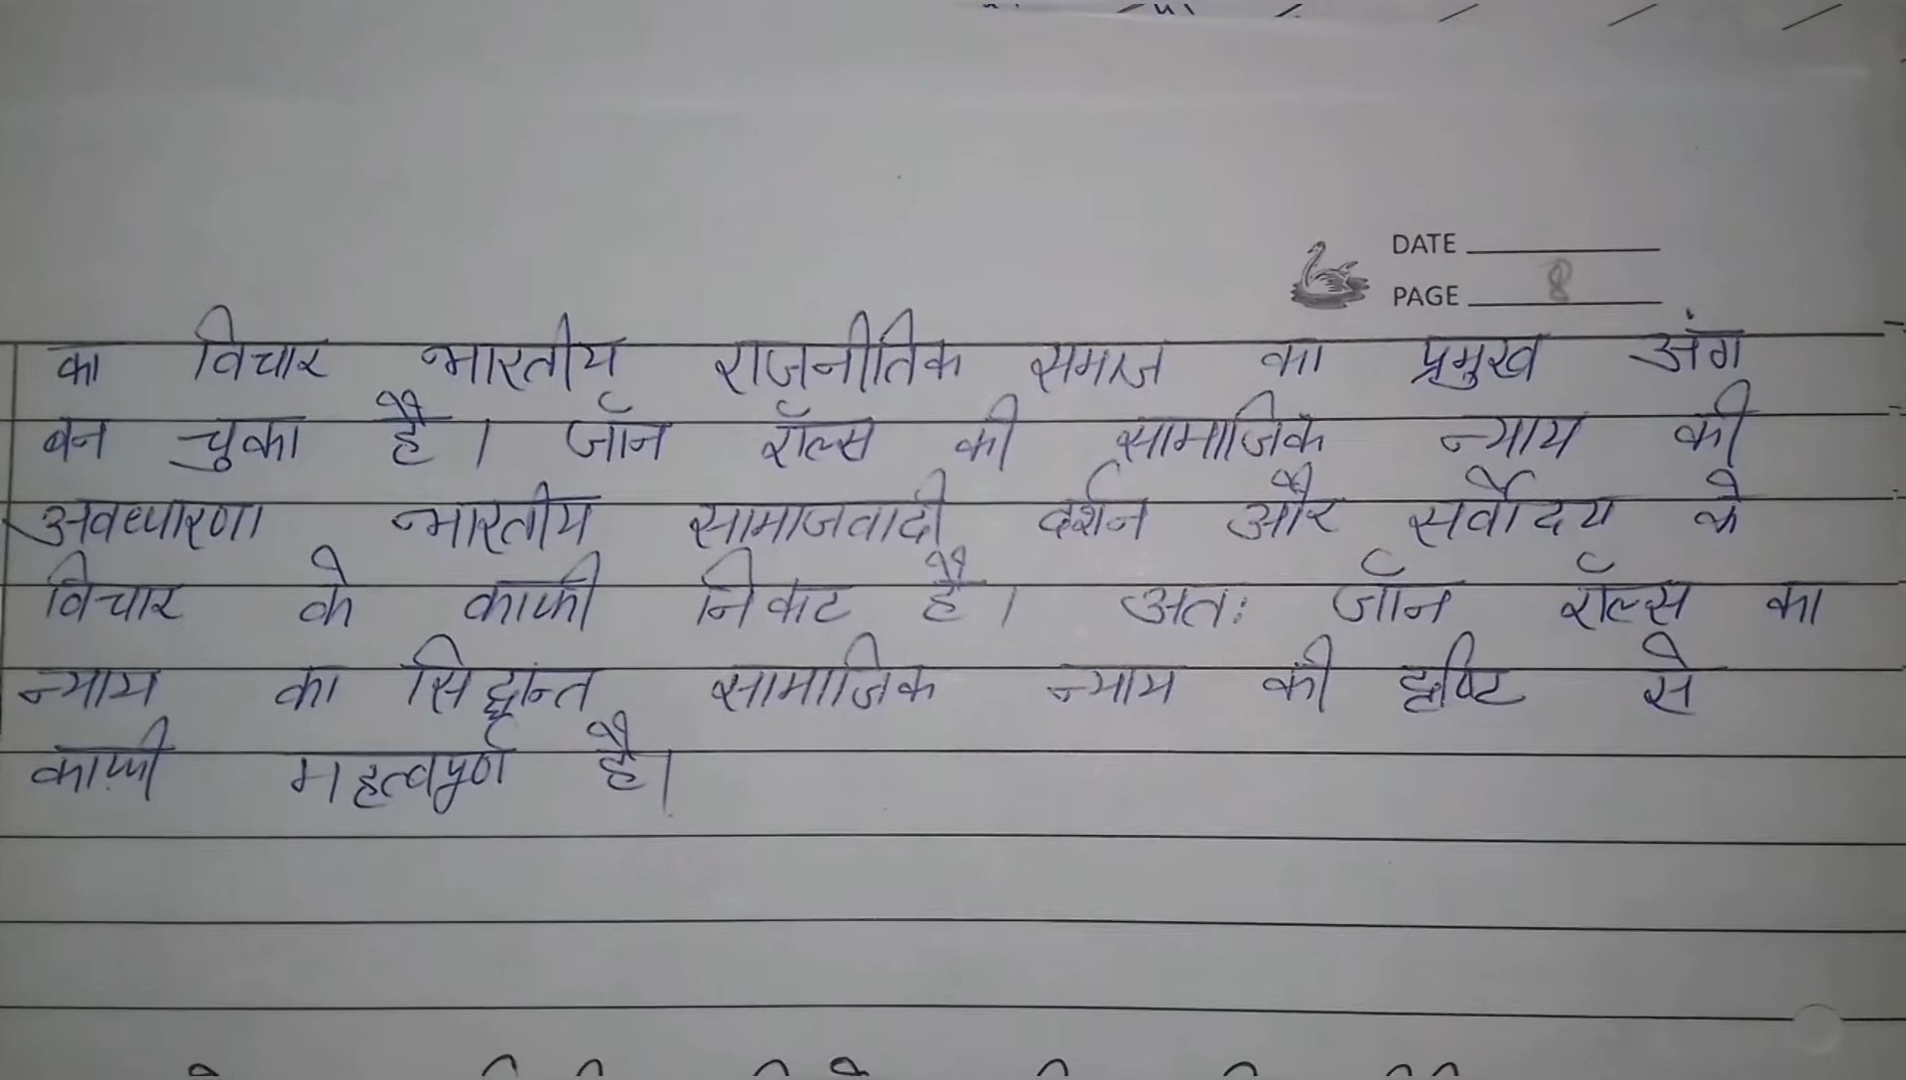 DATE
PAGE 8
का विचार भारतीय राजनीतिक समाज का प्रमुख अंग
बन चुका है। जॉन रॉल्स की सामाजिक न्याय की
अवधारणा भारतीय सामाजवादी दर्शन और सर्वोदय के
विचार के काफी निकट है। अतः जॉन रॉल्स का
न्याय का सिद्धान्त सामाजिक न्याय की दृष्टि से
काफी महत्वपुर्ण है।